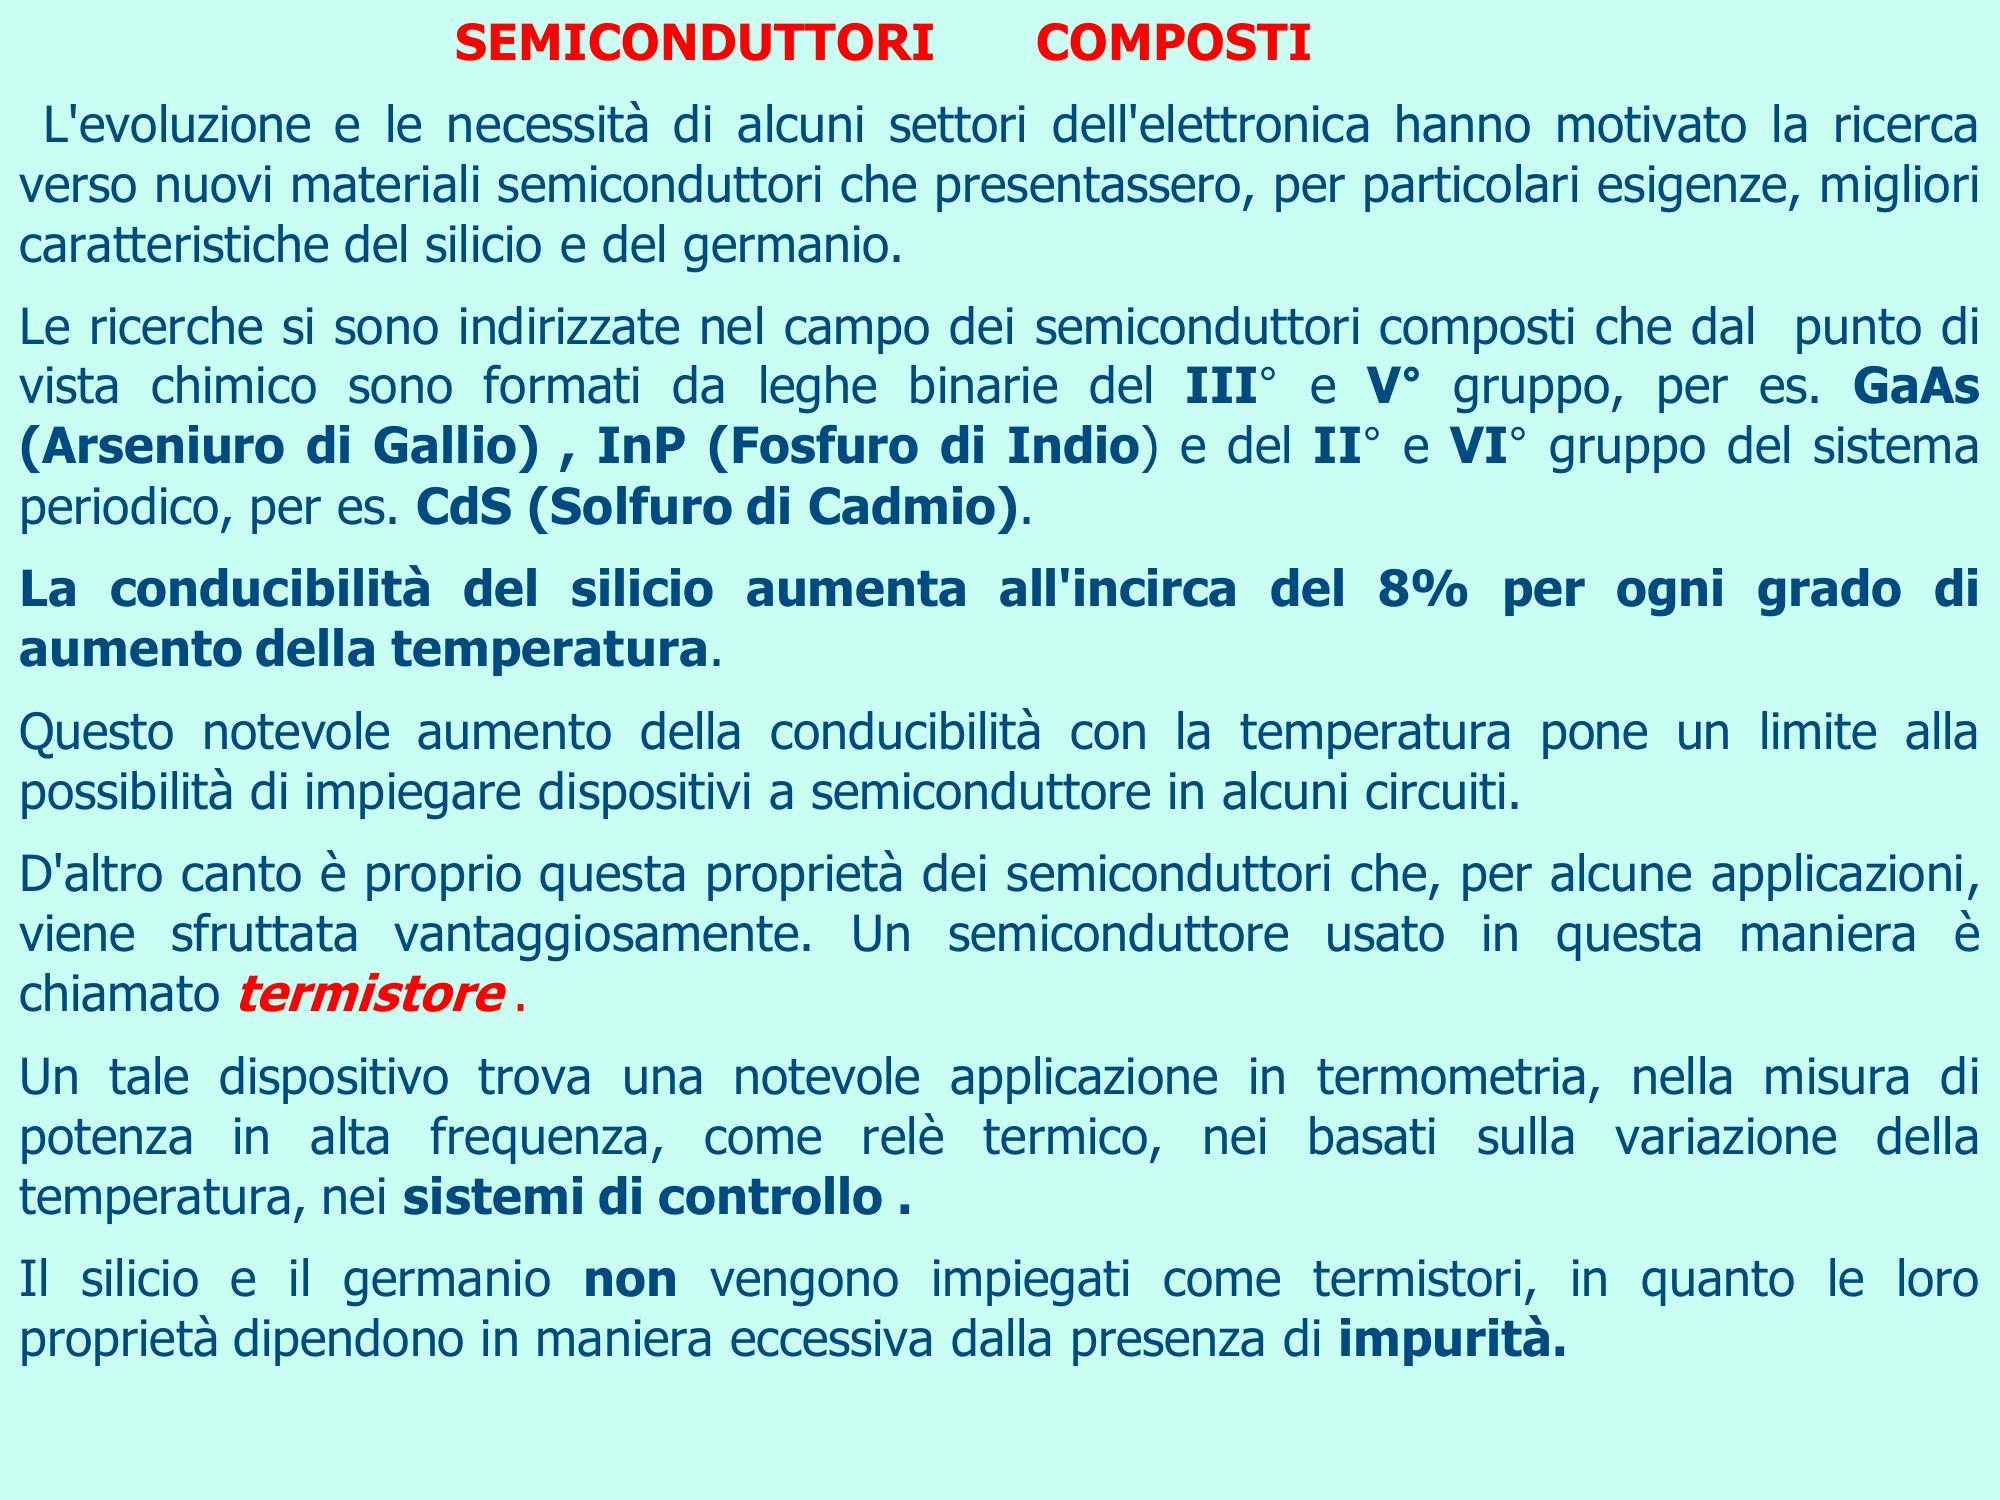 SEMICONDUTTORI COMPOSTI
L'evoluzione e le necessità di alcuni settori dell'elettronica hanno motivato la ricerca
verso nuovi materiali semiconduttori che presentassero, per particolari esigenze, migliori
caratteristiche del silicio e del germanio.
Le ricerche si sono indirizzate nel campo dei semiconduttori composti che dal punto di
vista chimico sono formati da leghe binarie del III° e V° gruppo, per es. GaAs
(Arseniuro di Gallio) , InP (Fosfuro di Indio) e del II° e VI° gruppo del sistema
periodico, per es. CdS (Solfuro di Cadmio).
La conducibilità del silicio aumenta all'incirca del 8% per ogni grado di
aumento della temperatura.
Questo notevole aumento della conducibilità con la temperatura pone un limite alla
possibilità di impiegare dispositivi a semiconduttore in alcuni circuiti.
D'altro canto è proprio questa proprietà dei semiconduttori che, per alcune applicazioni,
viene sfruttata vantaggiosamente. Un semiconduttore usato in questa maniera è
chiamato termistore .
Un tale dispositivo trova una notevole applicazione in termometria, nella misura di
potenza in alta frequenza, come relè termico, nei basati sulla variazione della
temperatura, nei sistemi di controllo .
Il silicio e il germanio non vengono impiegati come termistori, in quanto le loro
proprietà dipendono in maniera eccessiva dalla presenza di impurità.